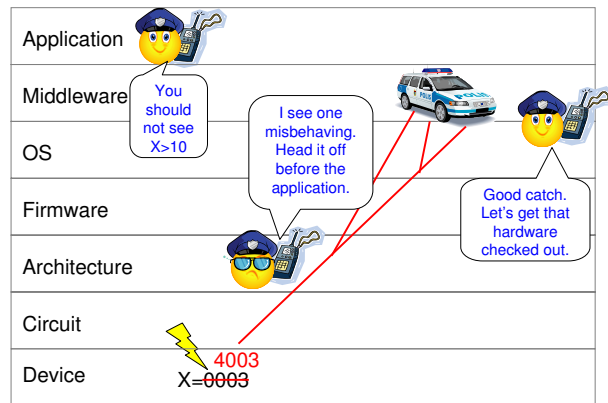 Application
You
should
not see
X>10
Middleware
POLIS
I see one
misbehaving.
Head it off
before the
application.
OS
Good catch.
Let's get that
hardware
checked out.
Firmware
Architecture
Circuit
4003
Device
X=0003